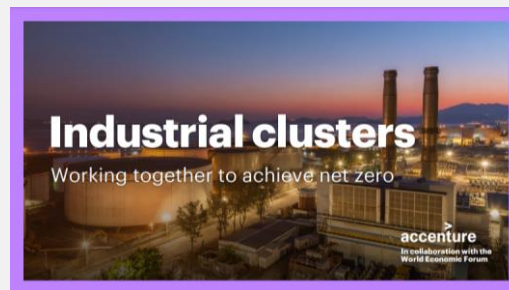 Industrial clusters
Working together to achieve net zero
accenture
In collaboration with the
World Economic Forum